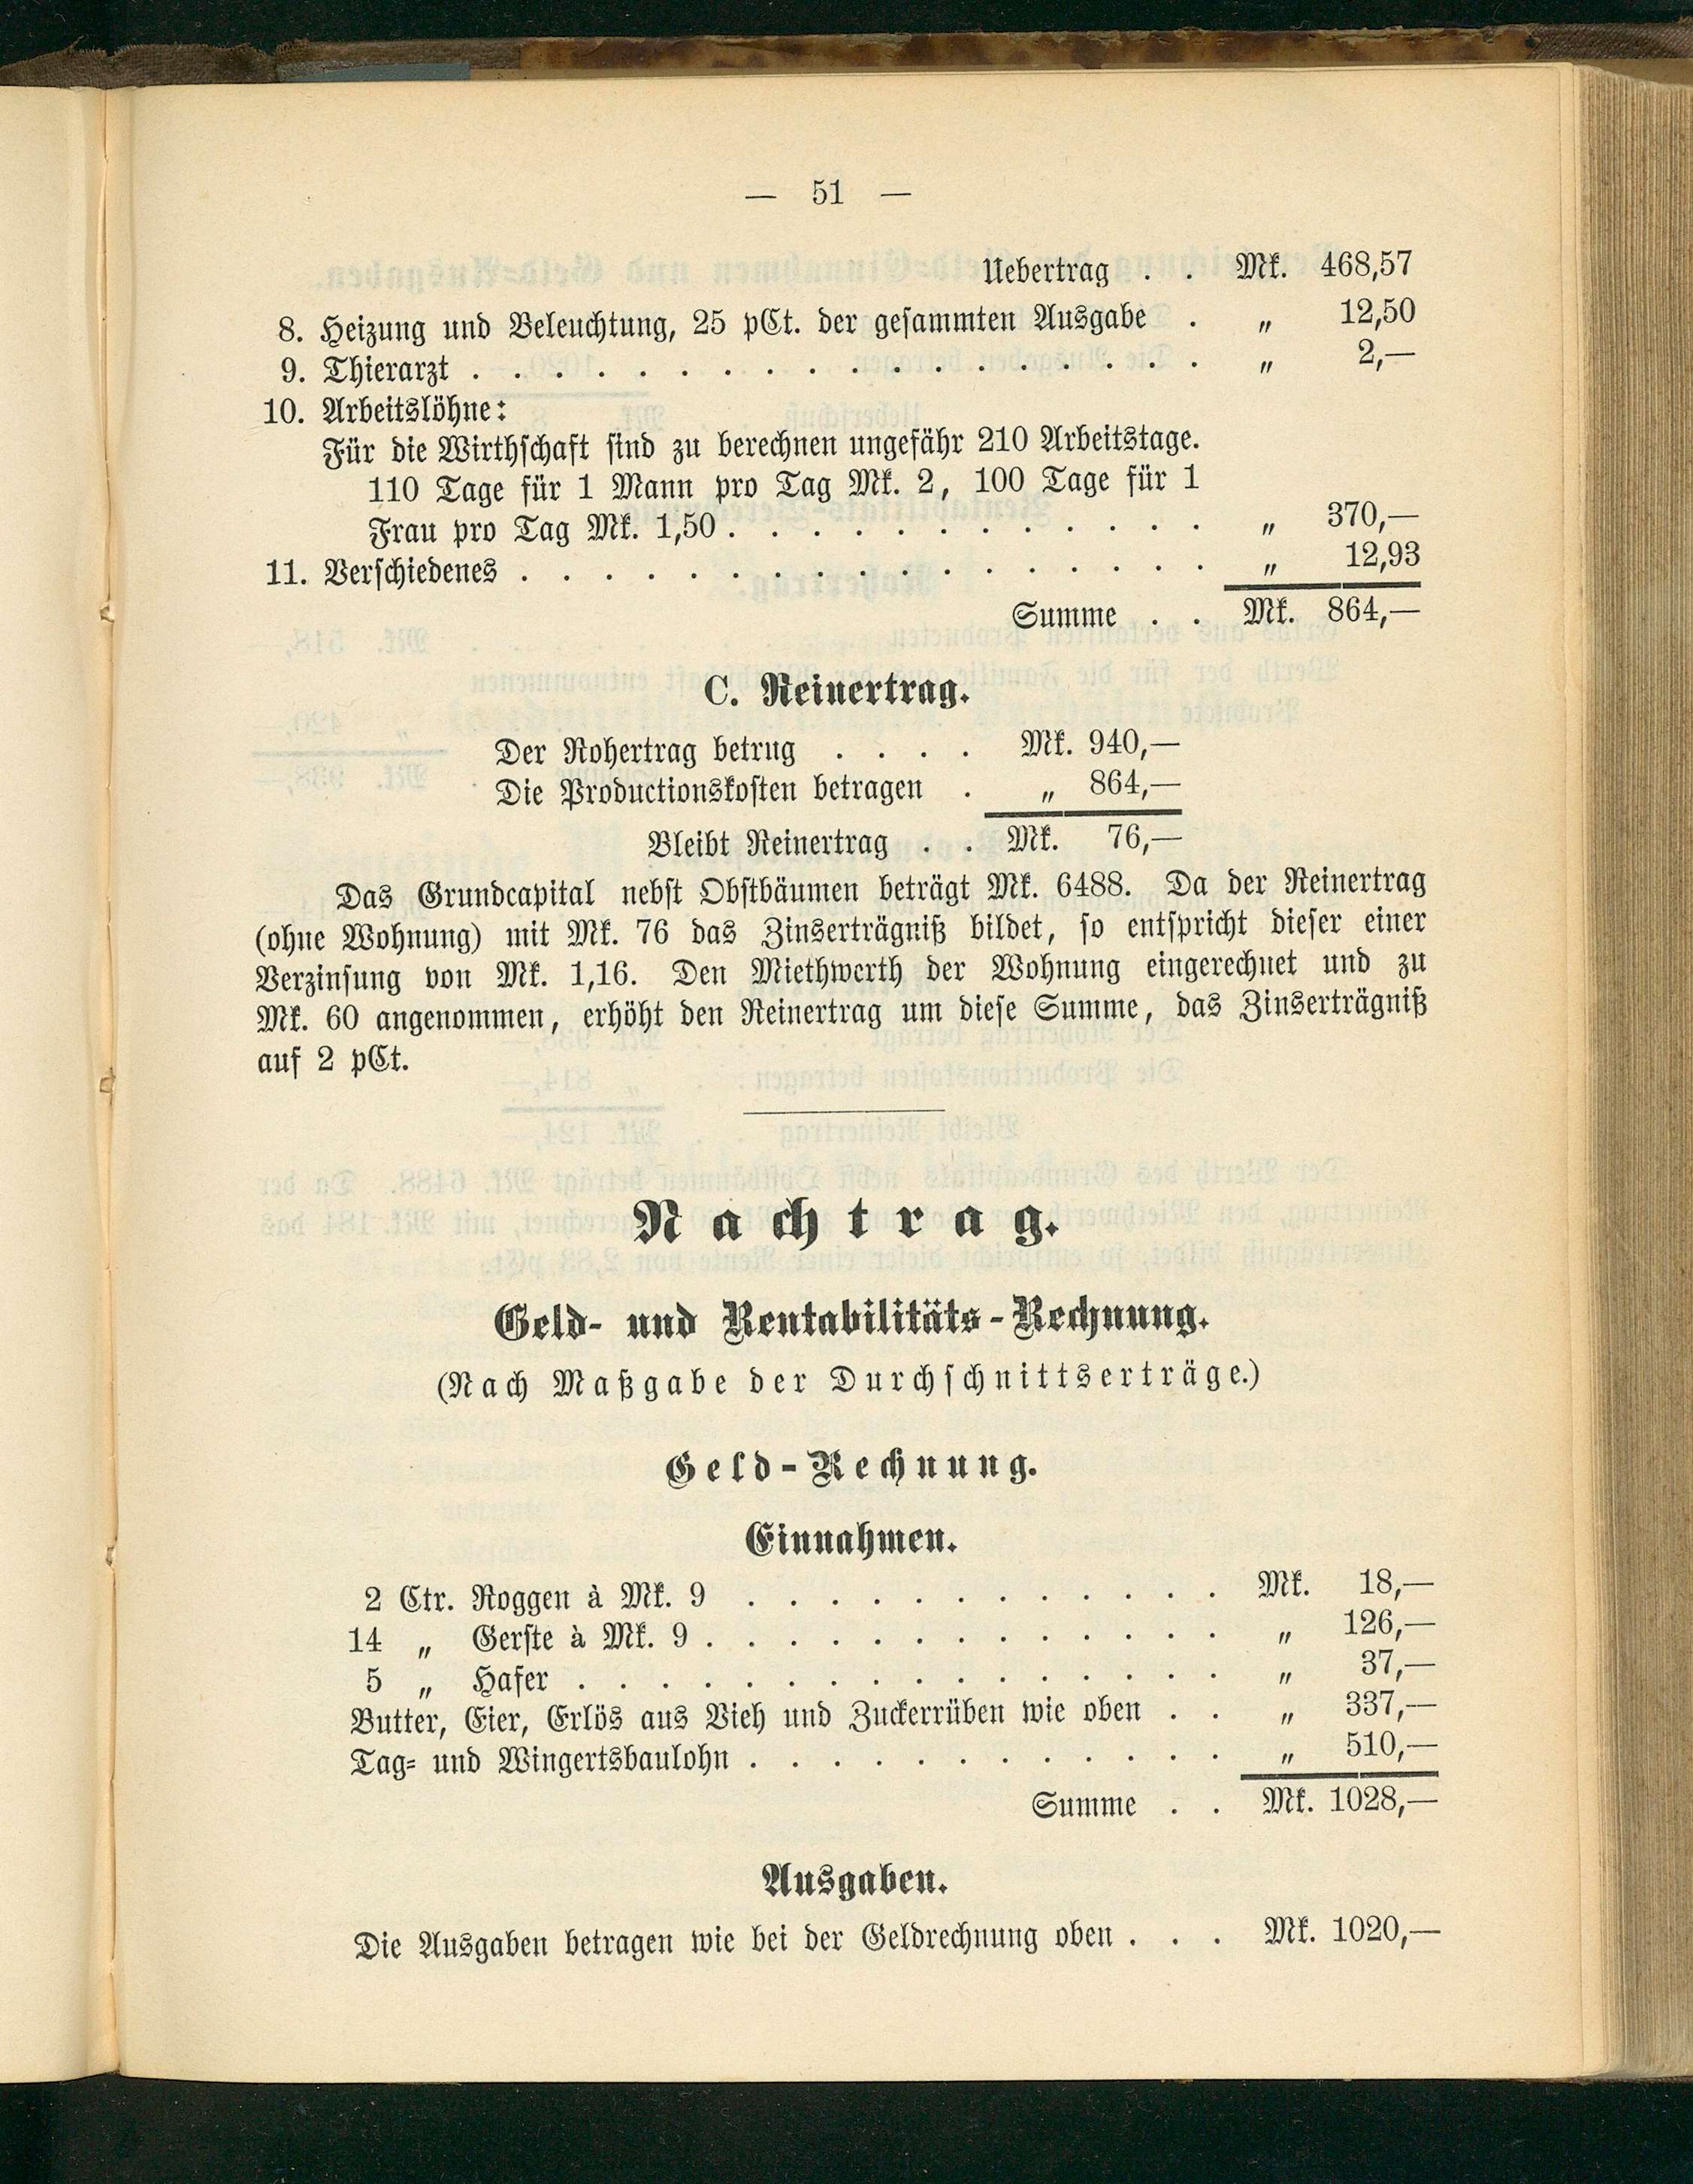 — 51 —
Uebertrag . . Mk. 468,57
8. Heizung und Beleuchtung, 25 pCt. der gesammten Ausgabe . „ 12,50
9. Thierarzt . . . . . . . . . . . . . . . . . . „ 2,—
10. Arbeitslöhne:
Für die Wirthschaft sind zu berechnen ungefähr 210 Arbeitstage.
110 Tage für 1 Mann pro Tag Mk. 2, 100 Tage für 1
Frau pro Tag Mk. 1,50 . . . . . . . . . . . . „ 370,—
11. Verschiedenes . . . . . . . . . . . . . . . . . „ 12,93
Summe . . Mk. 864,—
C. Reinertrag.
Der Rohertrag betrug . . . . Mk. 940,—
Die Productionskosten betragen . „ 864,—
Bleibt Reinertrag . . Mk. 76,—
Das Grundcapital nebst Obstbäumen beträgt Mk. 6488. Da der Reinertrag
(ohne Wohnung) mit Mk. 76 das Zinserträgniß bildet, so entspricht dieser einer
Verzinsung von Mk. 1,16. Den Miethwerth der Wohnung eingerechnet und zu
Mk. 60 angenommen, erhöht den Reinertrag um diese Summe, das Zinserträgniß
auf 2 pCt.
Nachtrag.
Geld- und Rentabilitäts-Rechnung.
(Nach Maßgabe der Durchschnittserträge.)
Geld-Rechnung.
Einnahmen.
2 Ctr. Roggen à Mk. 9 . . . . . . . . . . . . Mk. 18,—
14 „ Gerste à Mk. 9 . . . . . . . . . . . . . „ 126,—
5 „ Hafer . . . . . . . . . . . . . . . . „ 37,—
Butter, Eier, Erlös aus Vieh und Zuckerrüben wie oben . . „ 337,—
Tag- und Wingertsbaulohn . . . . . . . . . . . . „ 510,—
Summe . . Mk. 1028,—
Ausgaben.
Die Ausgaben betragen wie bei der Geldrechnung oben . . . Mk. 1020,—